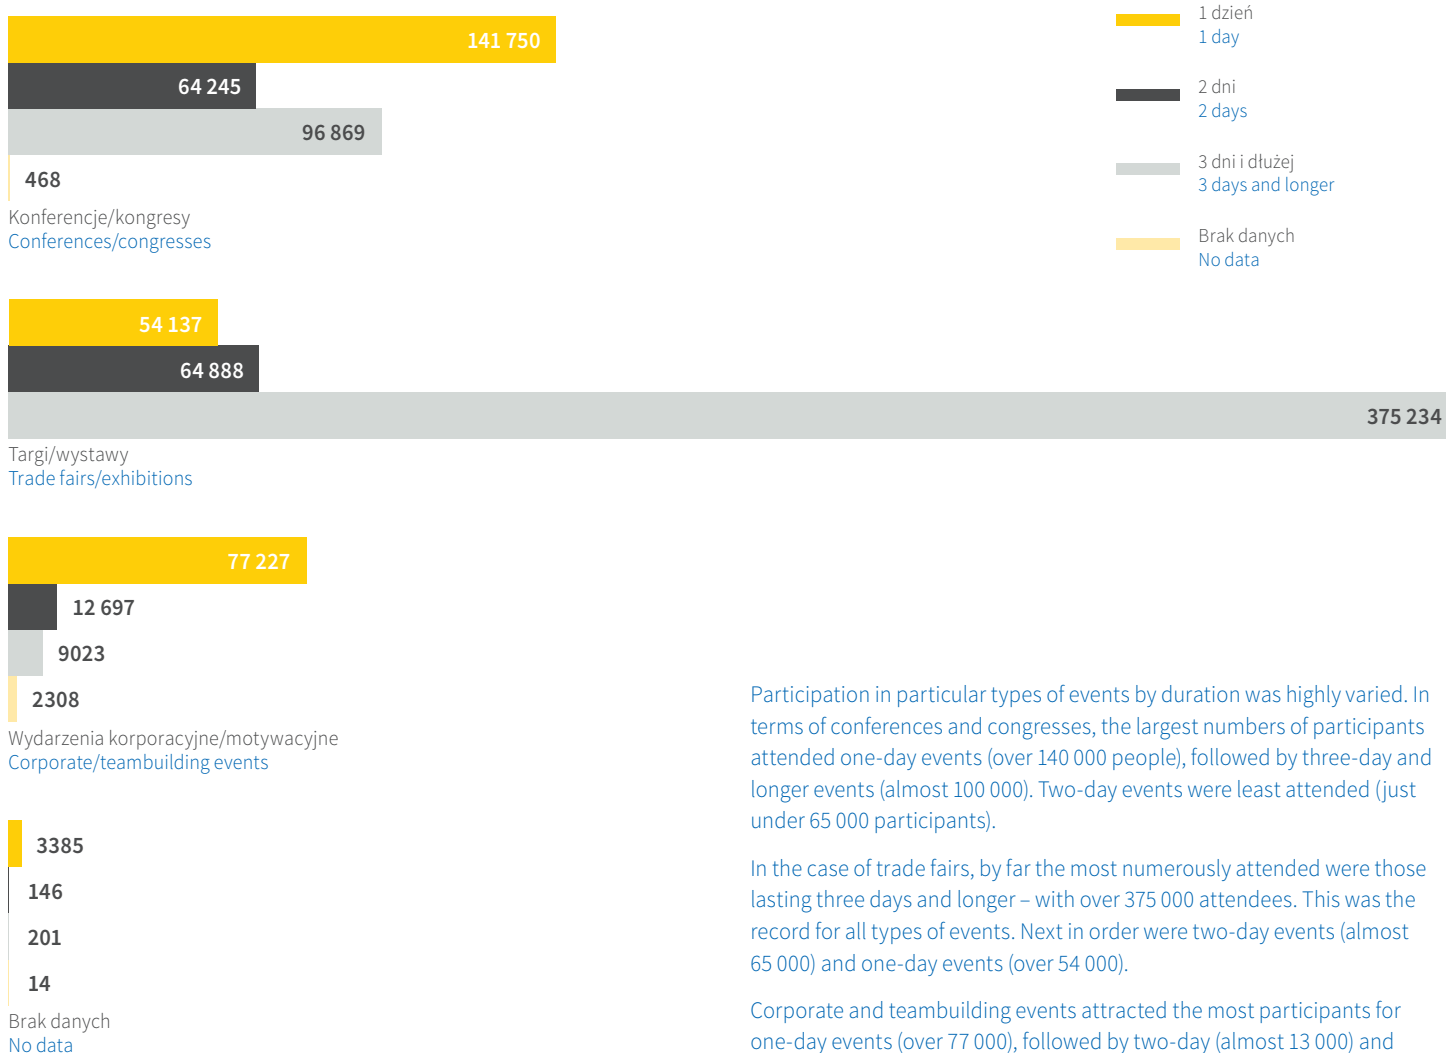 141 750
64 245
96 869
468
Konferencje/kongresy
Conferences/congresses
1 dzień
1 day
2 dni
2 days
3 dni i dłużej
3 days and longer
Brak danych
No data
54 137
64 888
375 234
Targi/wystawy
Trade fairs/exhibitions
77 227
12 697
9023
2308
Wydarzenia korporacyjne/motywacyjne
Corporate/teambuilding events
3385
146
201
14
Brak danych
No data
Participation in particular types of events by duration was highly varied. In
terms of conferences and congresses, the largest numbers of participants
attended one-day events (over 140 000 people), followed by three-day and
longer events (almost 100 000). Two-day events were least attended (just
under 65 000 participants).
In the case of trade fairs, by far the most numerously attended were those
lasting three days and longer – with over 375 000 attendees. This was the
record for all types of events. Next in order were two-day events (almost
65 000) and one-day events (over 54 000).
Corporate and teambuilding events attracted the most participants for
one-day events (over 77 000), followed by two-day (almost 13 000) and